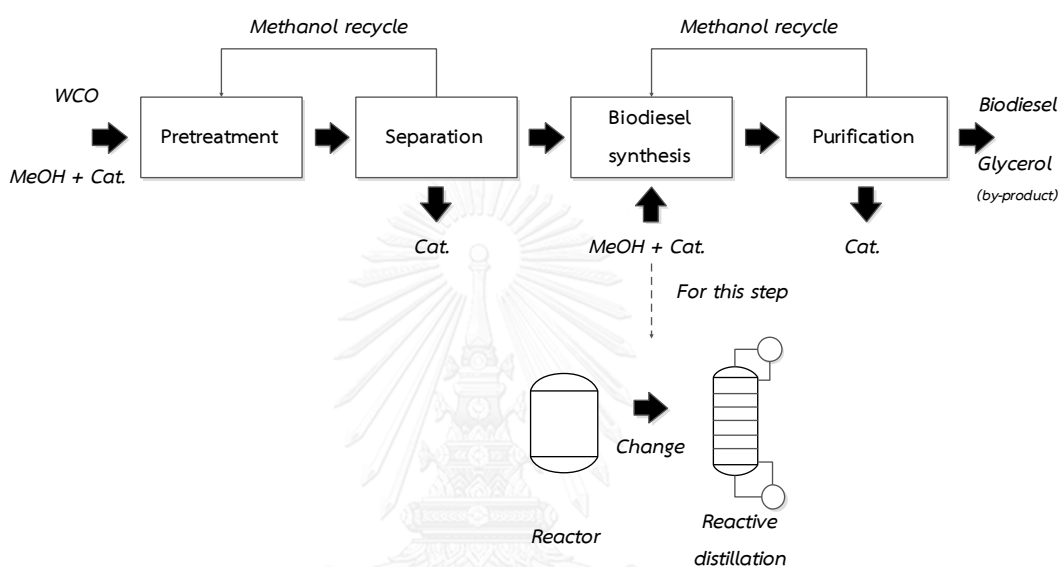 Methanol recycle
Methanol recycle
WCO
MeOH + Cat.
Pretreatment
Separation
Biodiesel
synthesis
Purification
Biodiesel
Glycerol
(by-product)
Cat.
MeOH + Cat.
Cat.
For this step
Change
Reactor
Reactive
distillation